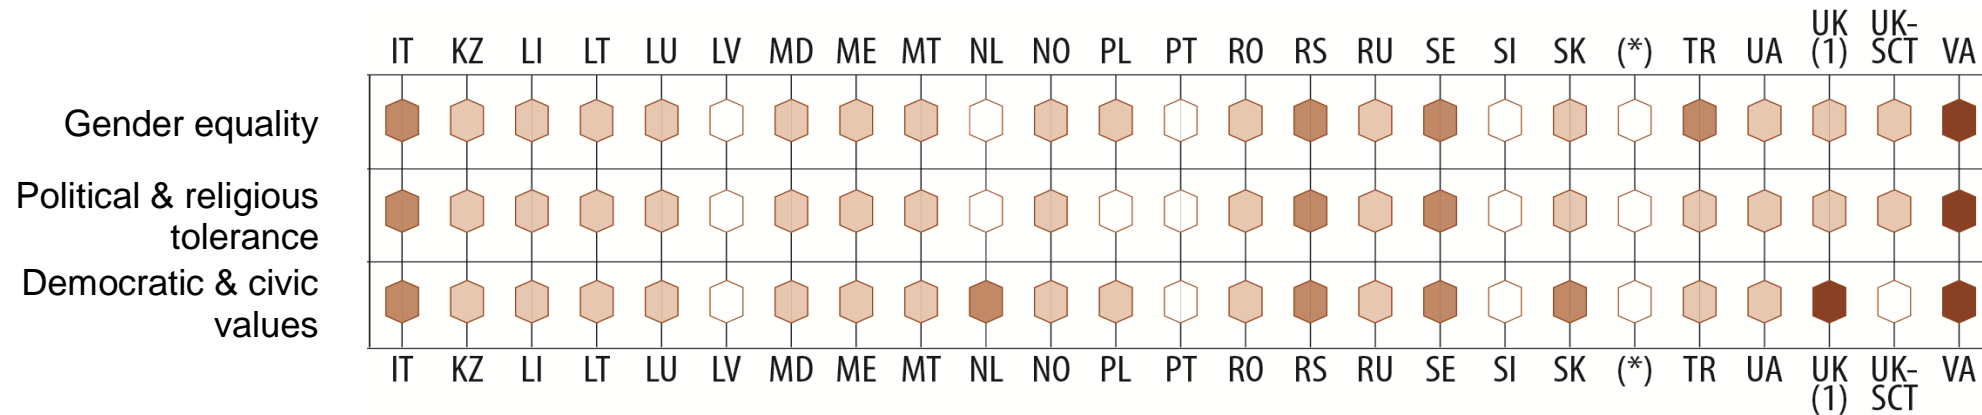 IT KZ LI LT LU LV MD ME MT NL NO PL PT RO RS RU SE SI SK (*) TR UA UK (1) UK-SCT VA
Gender equality
Political & religious
tolerance
Democratic & civic
values
IT KZ LI LT LU LV MD ME MT NL NO PL PT RO RS RU SE SI SK (*) TR UA UK (1) UK-SCT VA